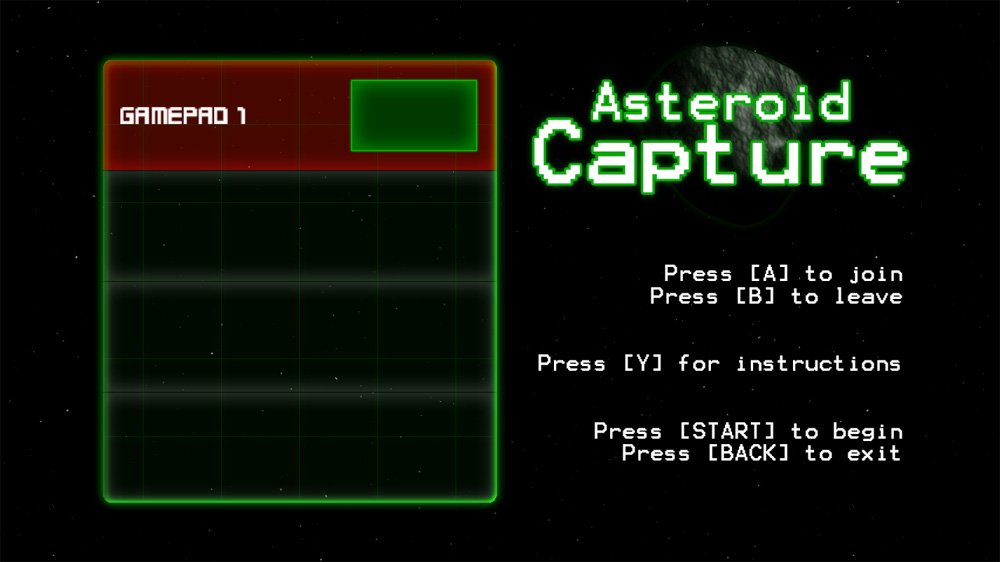 GAMEPAD 1
Asteroid
Capture
Press [A] to join
Press [B] to leave
Press [Y] for instructions
Press [START] to begin
Press [BACK] to exit